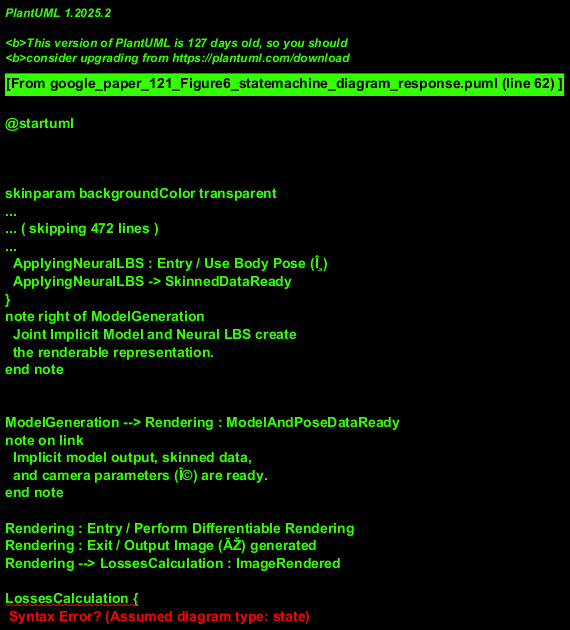 PlantUML 1.2025.2
<b>This version of PlantUML is 127 days old, so you should
<b>consider upgrading from https://plantuml.com/download
[From google_paper_121_Figure6_statemachine_diagram_response.puml (line 62) ]
@startuml
skinparam backgroundColor transparent
...
... ( skipping 472 lines )
...
ApplyingNeuralLBS : Entry / Use Body Pose (Î¸)
ApplyingNeuralLBS -> SkinnedDataReady
}
note right of ModelGeneration
Joint Implicit Model and Neural LBS create
the renderable representation.
end note
ModelGeneration --> Rendering : ModelAndPoseDataReady
note on link
Implicit model output, skinned data,
and camera parameters (Î©) are ready.
end note
Rendering : Entry / Perform Differentiable Rendering
Rendering : Exit / Output Image (ĀŽ) generated
Rendering --> LossesCalculation : ImageRendered
LossesCalculation {
Syntax Error? (Assumed diagram type: state)